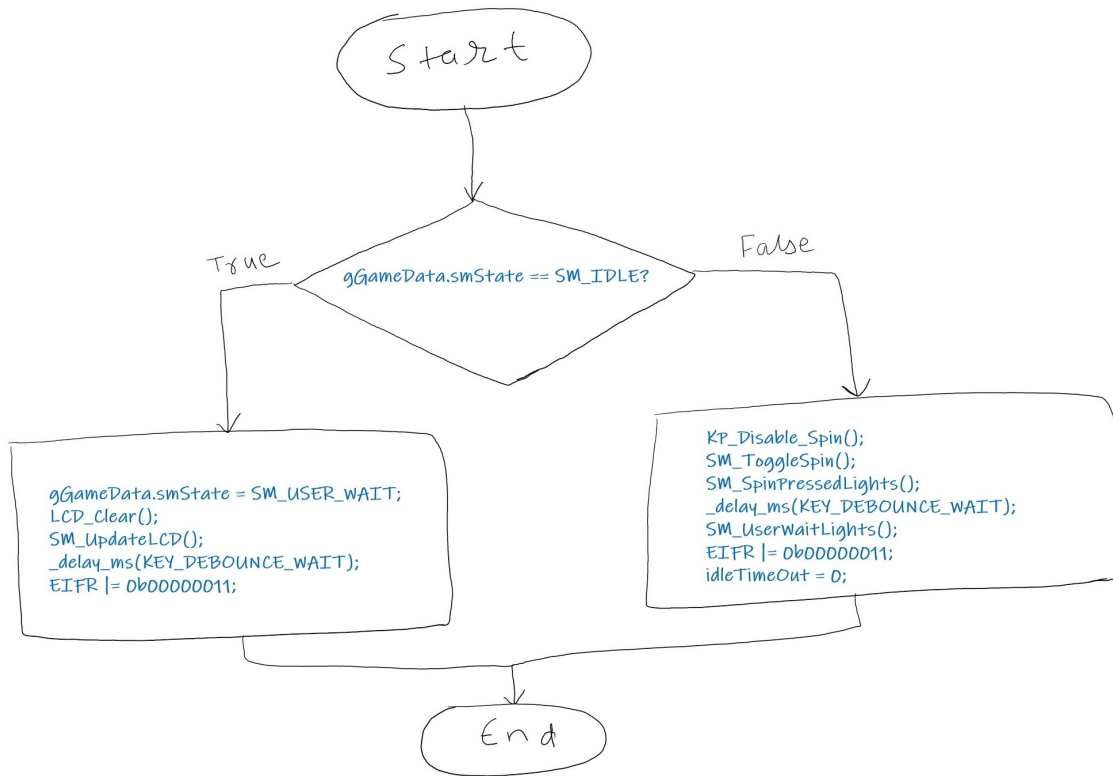 Start
gGameData.smState == SM_IDLE?
True
False
gGameData.smState = SM_USER_WAIT;
LCD_Clear();
SM_UpdateLCD();
_delay_ms(KEY_DEBOUNCE_WAIT);
EIFR |= 0b00000011;
KP_Disable_Spin();
SM_ToggleSpin();
SM_SpinPressedLights();
_delay_ms(KEY_DEBOUNCE_WAIT);
SM_UserWaitLights();
EIFR |= 0b00000011;
idleTimeOut = 0;
End